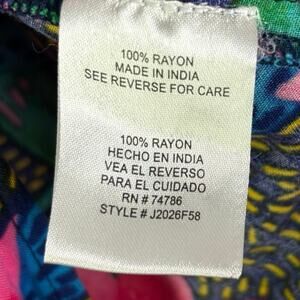 100% RAYON
MADE IN INDIA
SEE REVERSE FOR CARE
100% RAYON
HECHO EN INDIA
VEA EL REVERSO
PARA EL CUIDADO
RN # 74786
STYLE # J2026F58